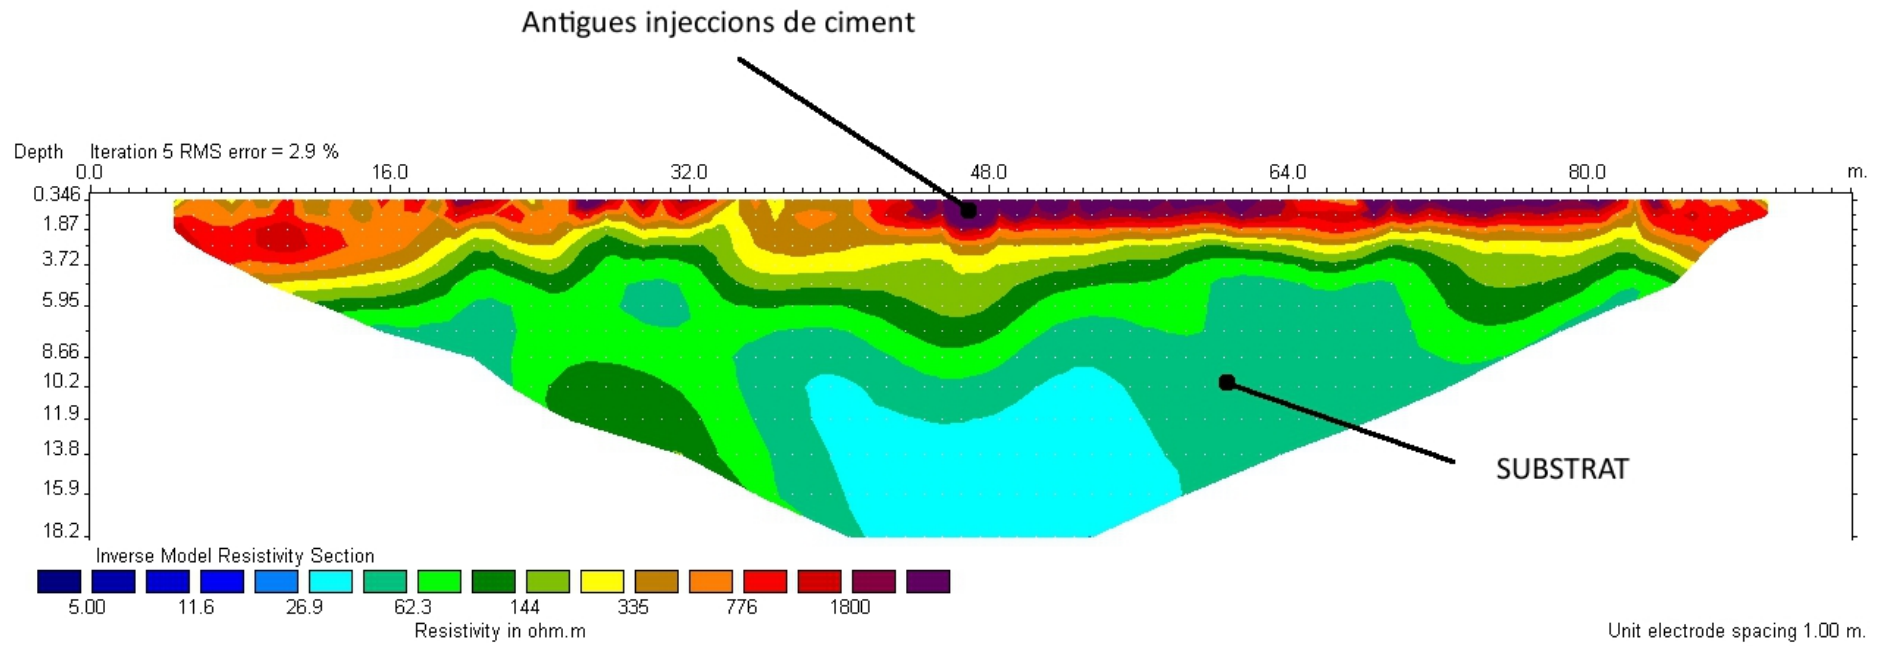 Antigues injeccions de ciment
Depth Iteration 5 RMS error = 2.9 %
0.0 16.0 32.0 48.0 64.0 80.0 m.
0.346
1.87
3.72
5.95
8.66
10.2
11.9
13.8
SUBSTRAT
15.9
18.2
Inverse Model Resistivity Section
5.00 11.6 26.9 62.3 144 335 776 1800
Resistivity in ohm.m
Unit electrode spacing 1.00 m.